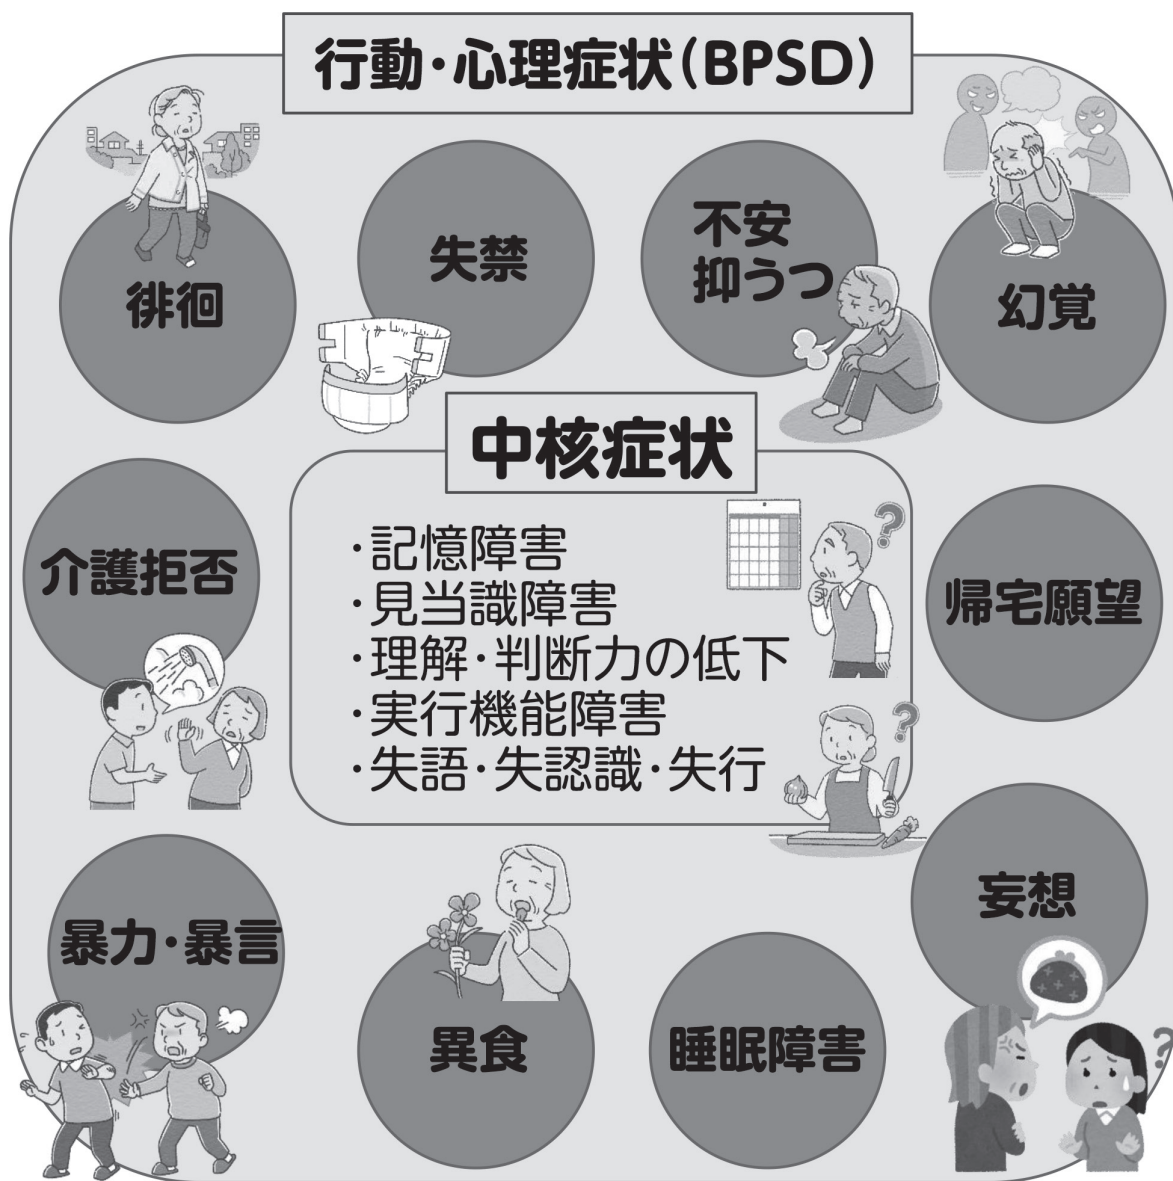 行動・心理症状(BPSD)
徘徊
失禁
不安
抑うつ
幻覚
中核症状
・記憶障害
・見当識障害
・理解・判断力の低下
・実行機能障害
・失語・失認識・失行
介護拒否
帰宅願望
暴力・暴言
異食
睡眠障害
妄想
?
?
?